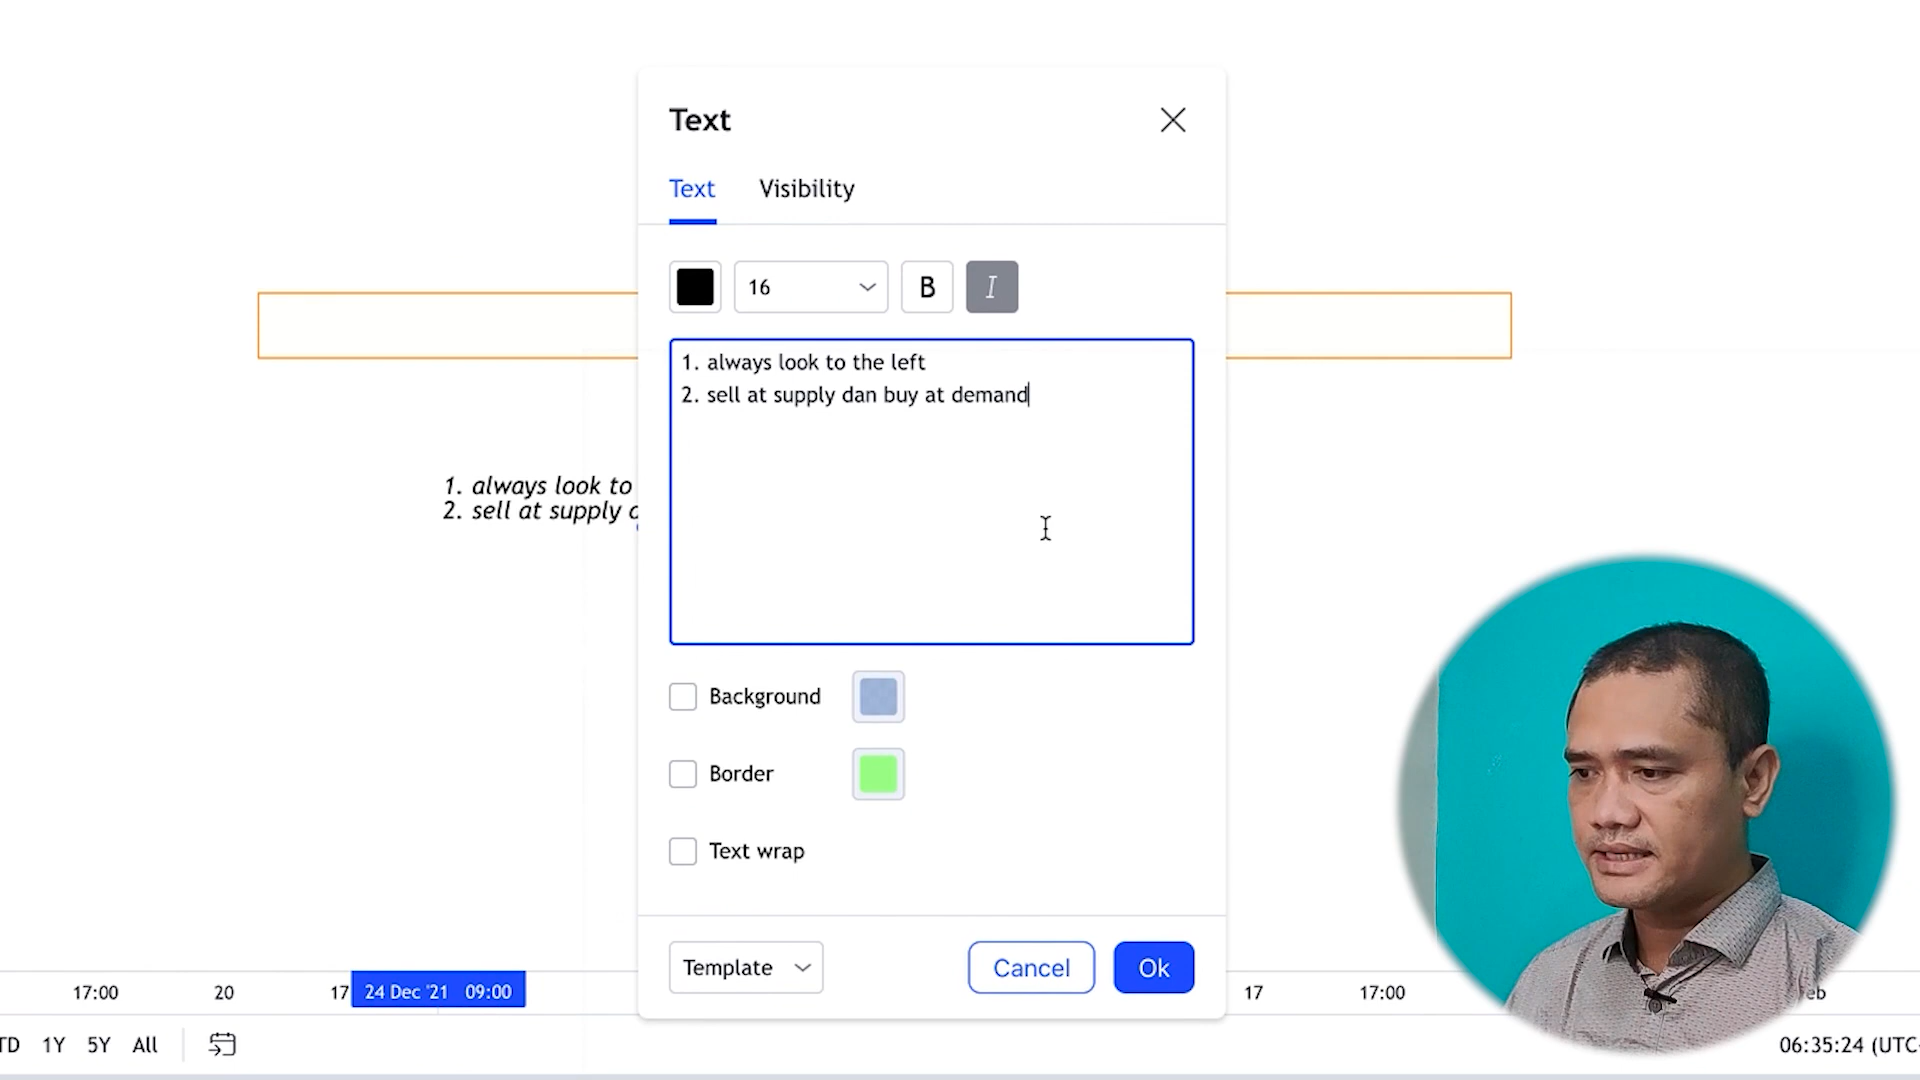 Text
Text Visibility
16 B I
1. always look to the left
2. sell at supply dan buy at demand
1. always look to
2. sell at supply
Background
Border
Text wrap
Template Cancel Ok
17:00 20 17 24 Dec '21 09:00 17 17:00
1Y 5Y All 06:35:24 (UTC